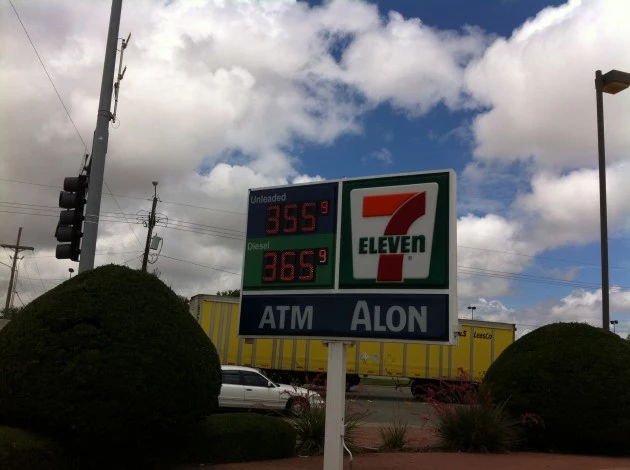 Unleaded
355 9
Diesel
365 9
7
ELEVEN
ATM ALON